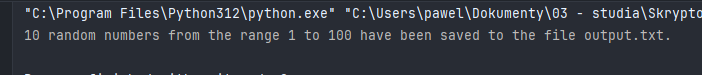 "C:\Program Files\Python312\python.exe" "C:\Users\pawel\Dokumenty\03 - studia\Skrypto
10 random numbers from the range 1 to 100 have been saved to the file output.txt.